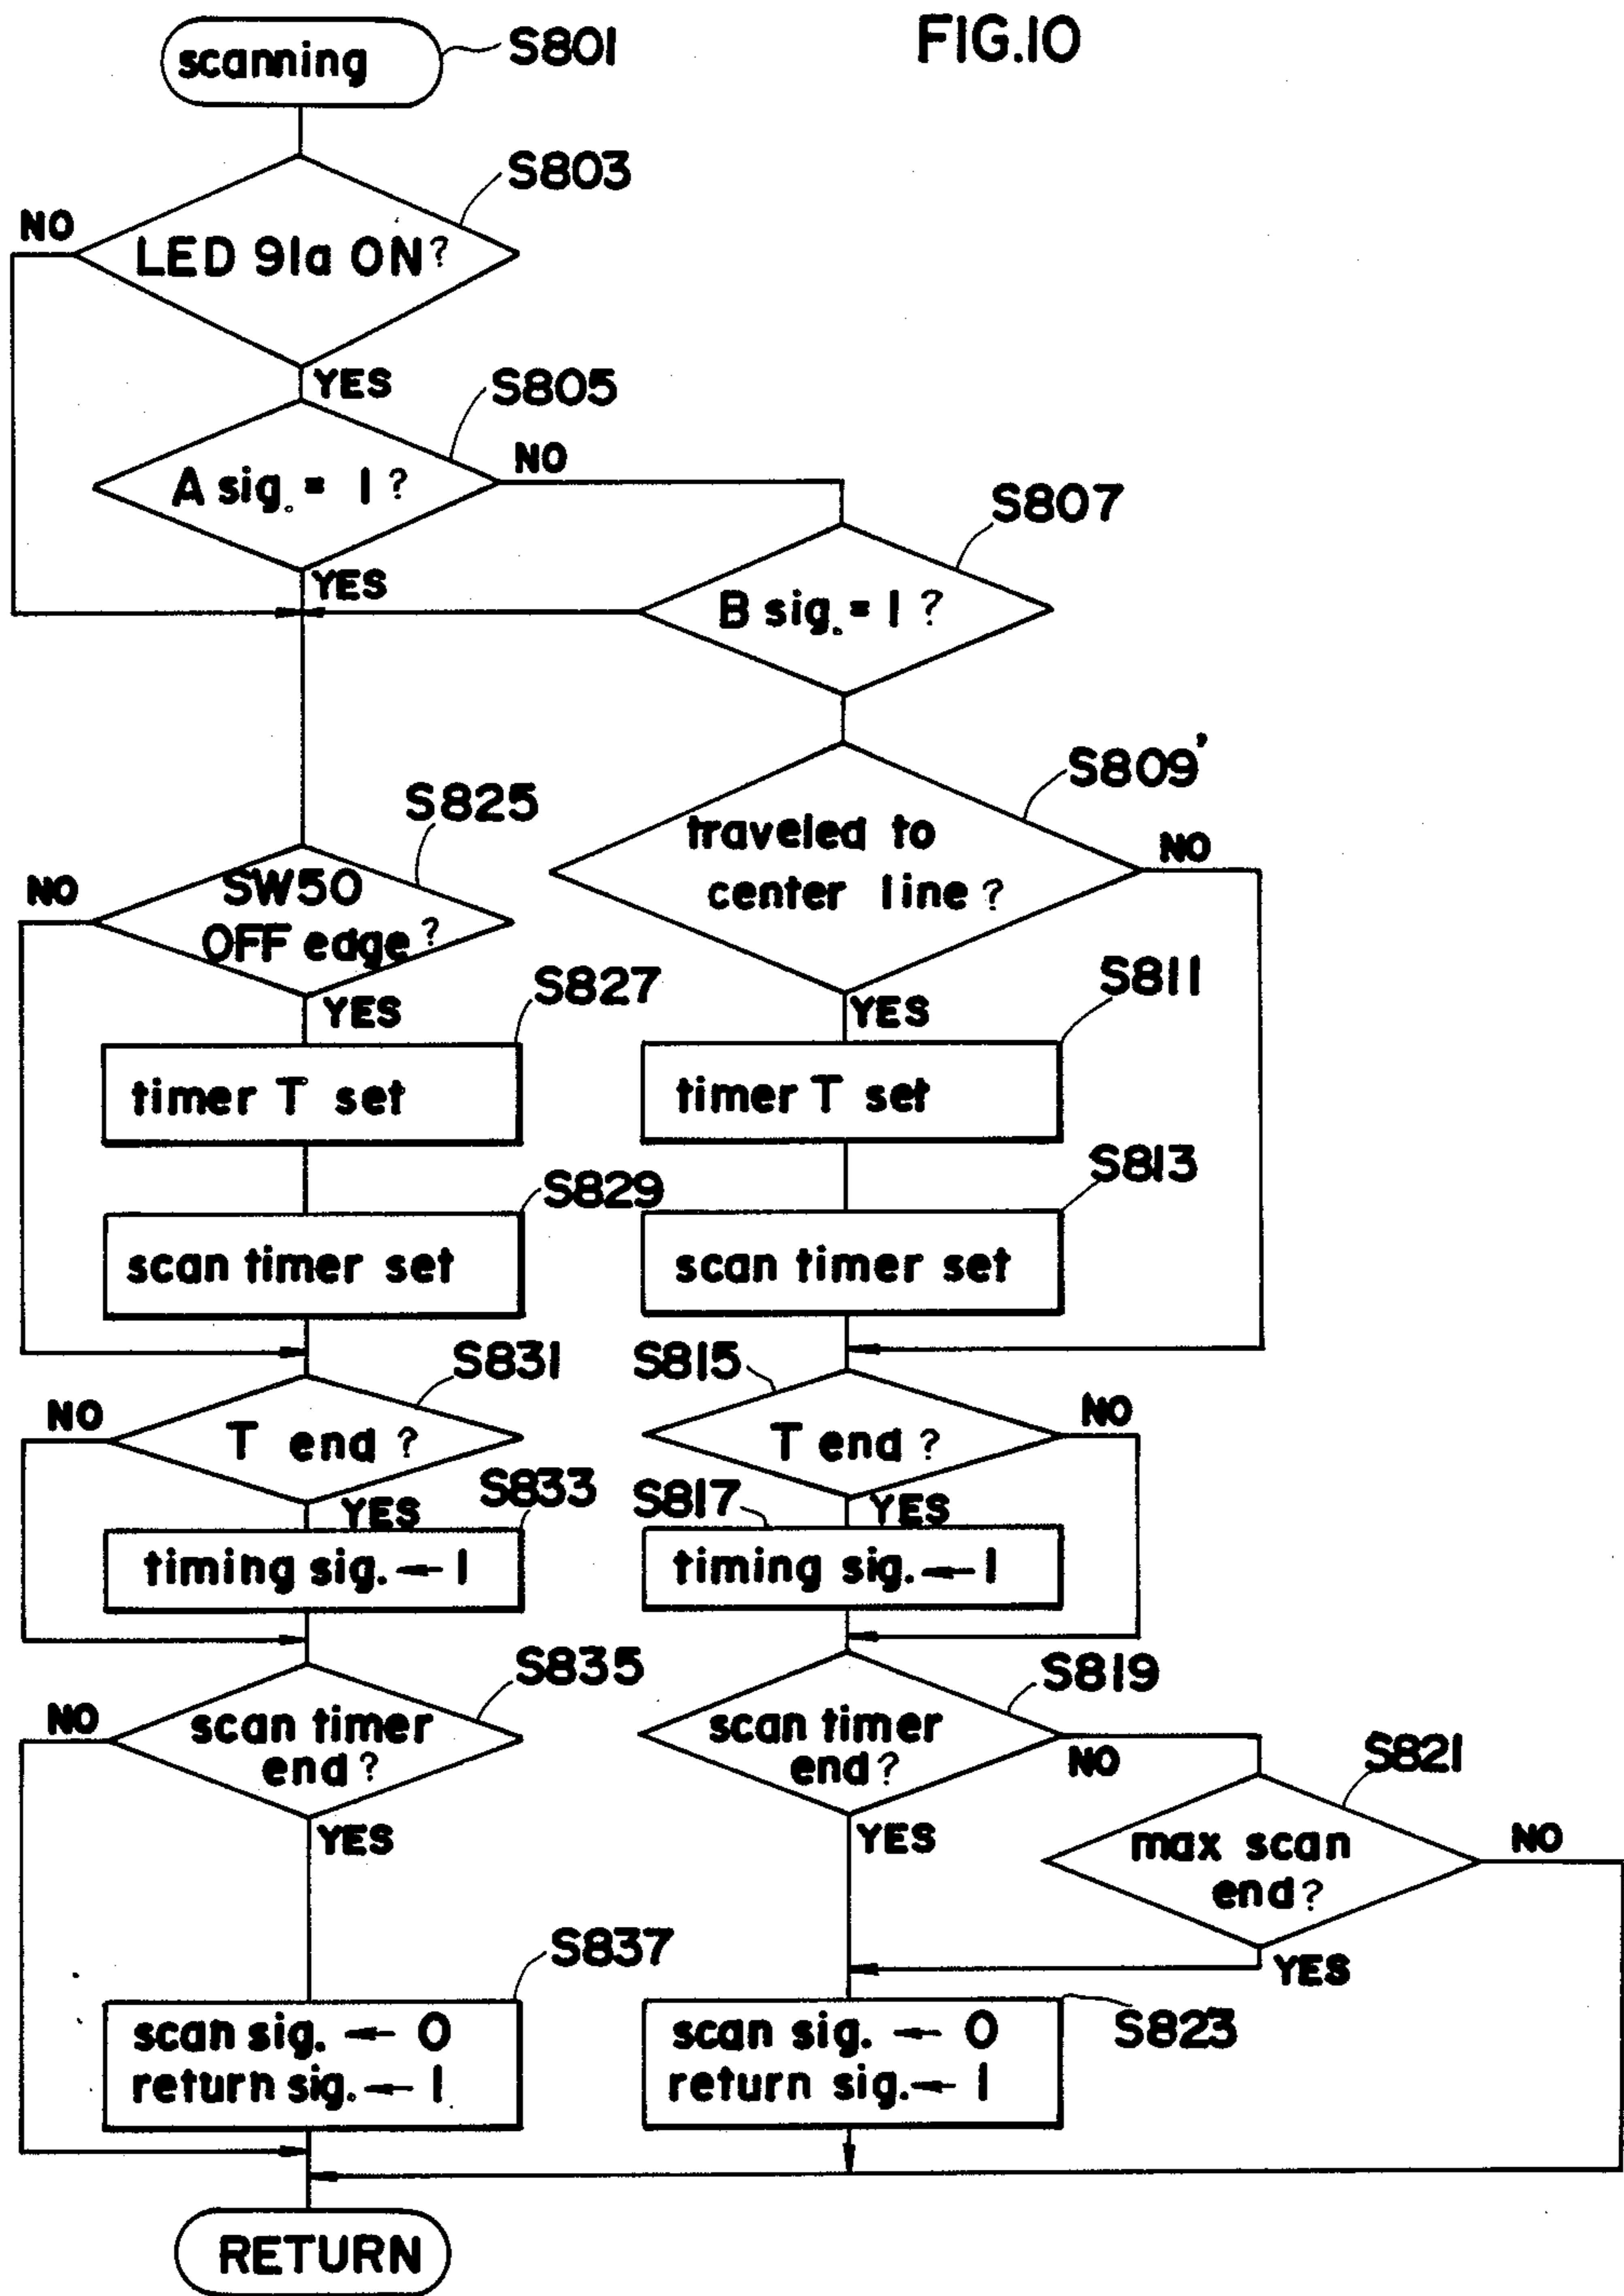 FIG.10
scanning
S801
S803
NO
LED 91a ON?
YES
S805
A sig. = 1?
NO
S807
YES
B sig. = 1?
S809'
traveled to
center line?
NO
S825
NO
SW50
OFF edge?
YES
S827
YES
S811
timer T set
timer T set
S829
S813
scan timer set
scan timer set
S831
S815
NO
T end?
T end?
NO
YES
S833
S817
YES
timing sig. ← 1
timing sig. ← 1
S835
S819
NO
scan timer
end?
scan timer
end?
NO
S821
YES
YES
max scan
end?
NO
YES
S837
S823
scan sig. ← 0
return sig. ← 1
scan sig. ← 0
return sig. ← 1
RETURN